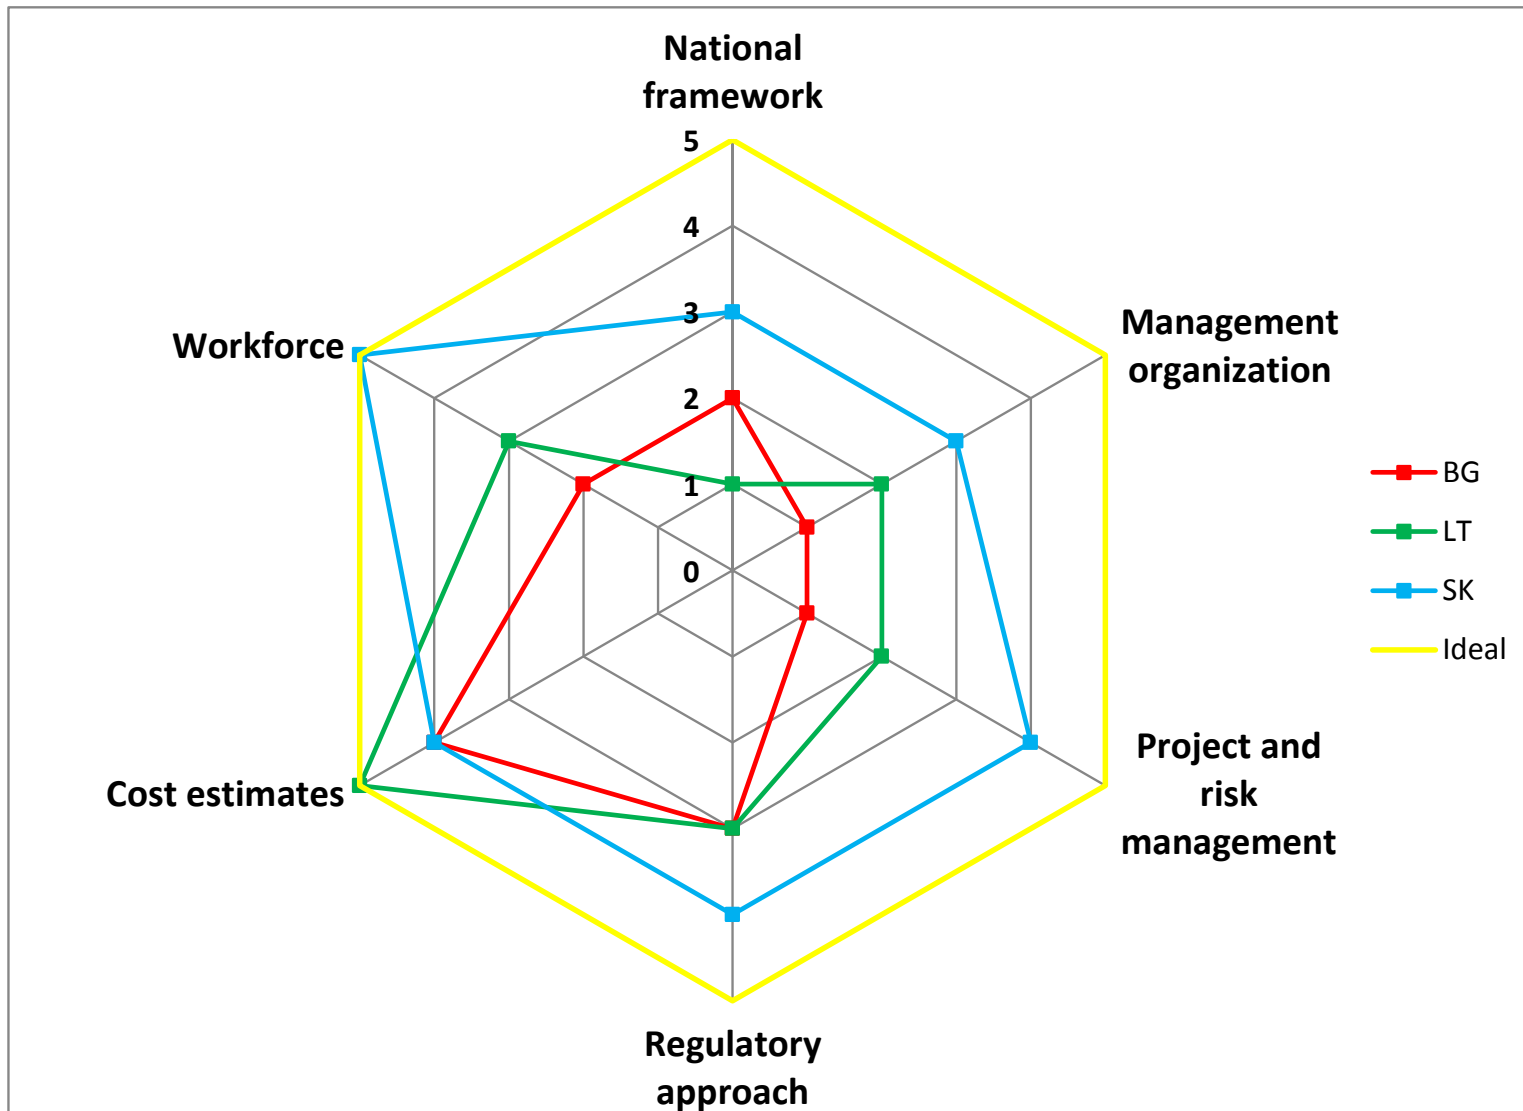 National
framework
5
4
3
2
1
0
Management
organization
Project and
risk
management
Regulatory
approach
Cost estimates
Workforce
BG
LT
SK
Ideal